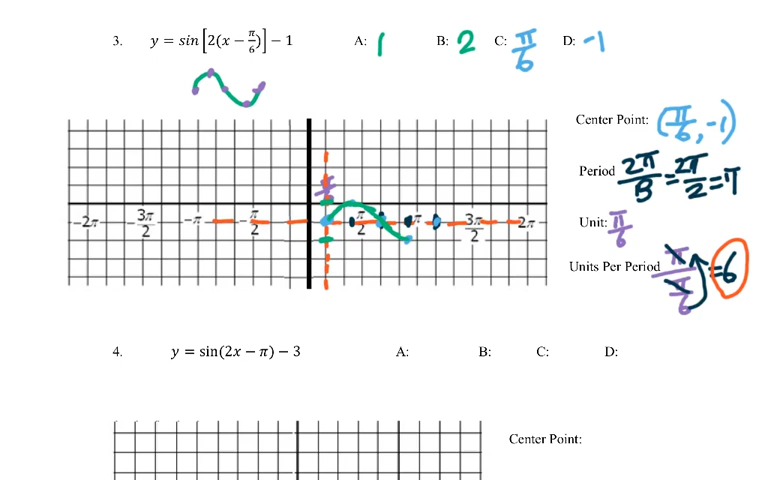 3. y = sin[2(x − π/6)] − 1 A: 1 B: 2 C: π/6 D: -1
Center Point: (π/6, -1)
Period 2π/B = 2π/2 = π
-2π -3π/2 -π -π/2 π/2 π 3π/2 2π
Unit: π/6
Units Per Period π/(π/6) = 6
4. y = sin(2x − π) − 3 A: B: C: D:
Center Point: